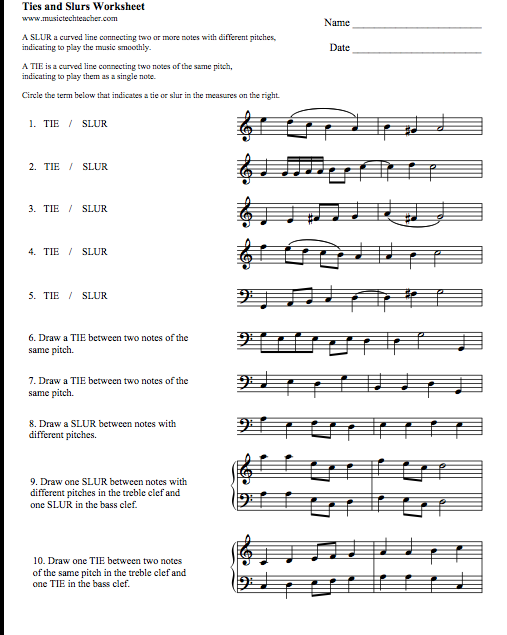 Ties and Slurs Worksheet
www.musictechteacher.com
Name
Date
A SLUR a curved line connecting two or more notes with different pitches,
indicating to play the music smoothly.
A TIE is a curved line connecting two notes of the same pitch,
indicating to play them as a single note.
Circle the term below that indicates a tie or slur in the measures on the right.
1. TIE / SLUR
2. TIE / SLUR
3. TIE / SLUR
4. TIE / SLUR
5. TIE / SLUR
6. Draw a TIE between two notes of the
same pitch.
7. Draw a TIE between two notes of the
same pitch.
8. Draw a SLUR between notes with
different pitches.
9. Draw one SLUR between notes with
different pitches in the treble clef and
one SLUR in the bass clef.
10. Draw one TIE between two notes
of the same pitch in the treble clef and
one TIE in the bass clef.